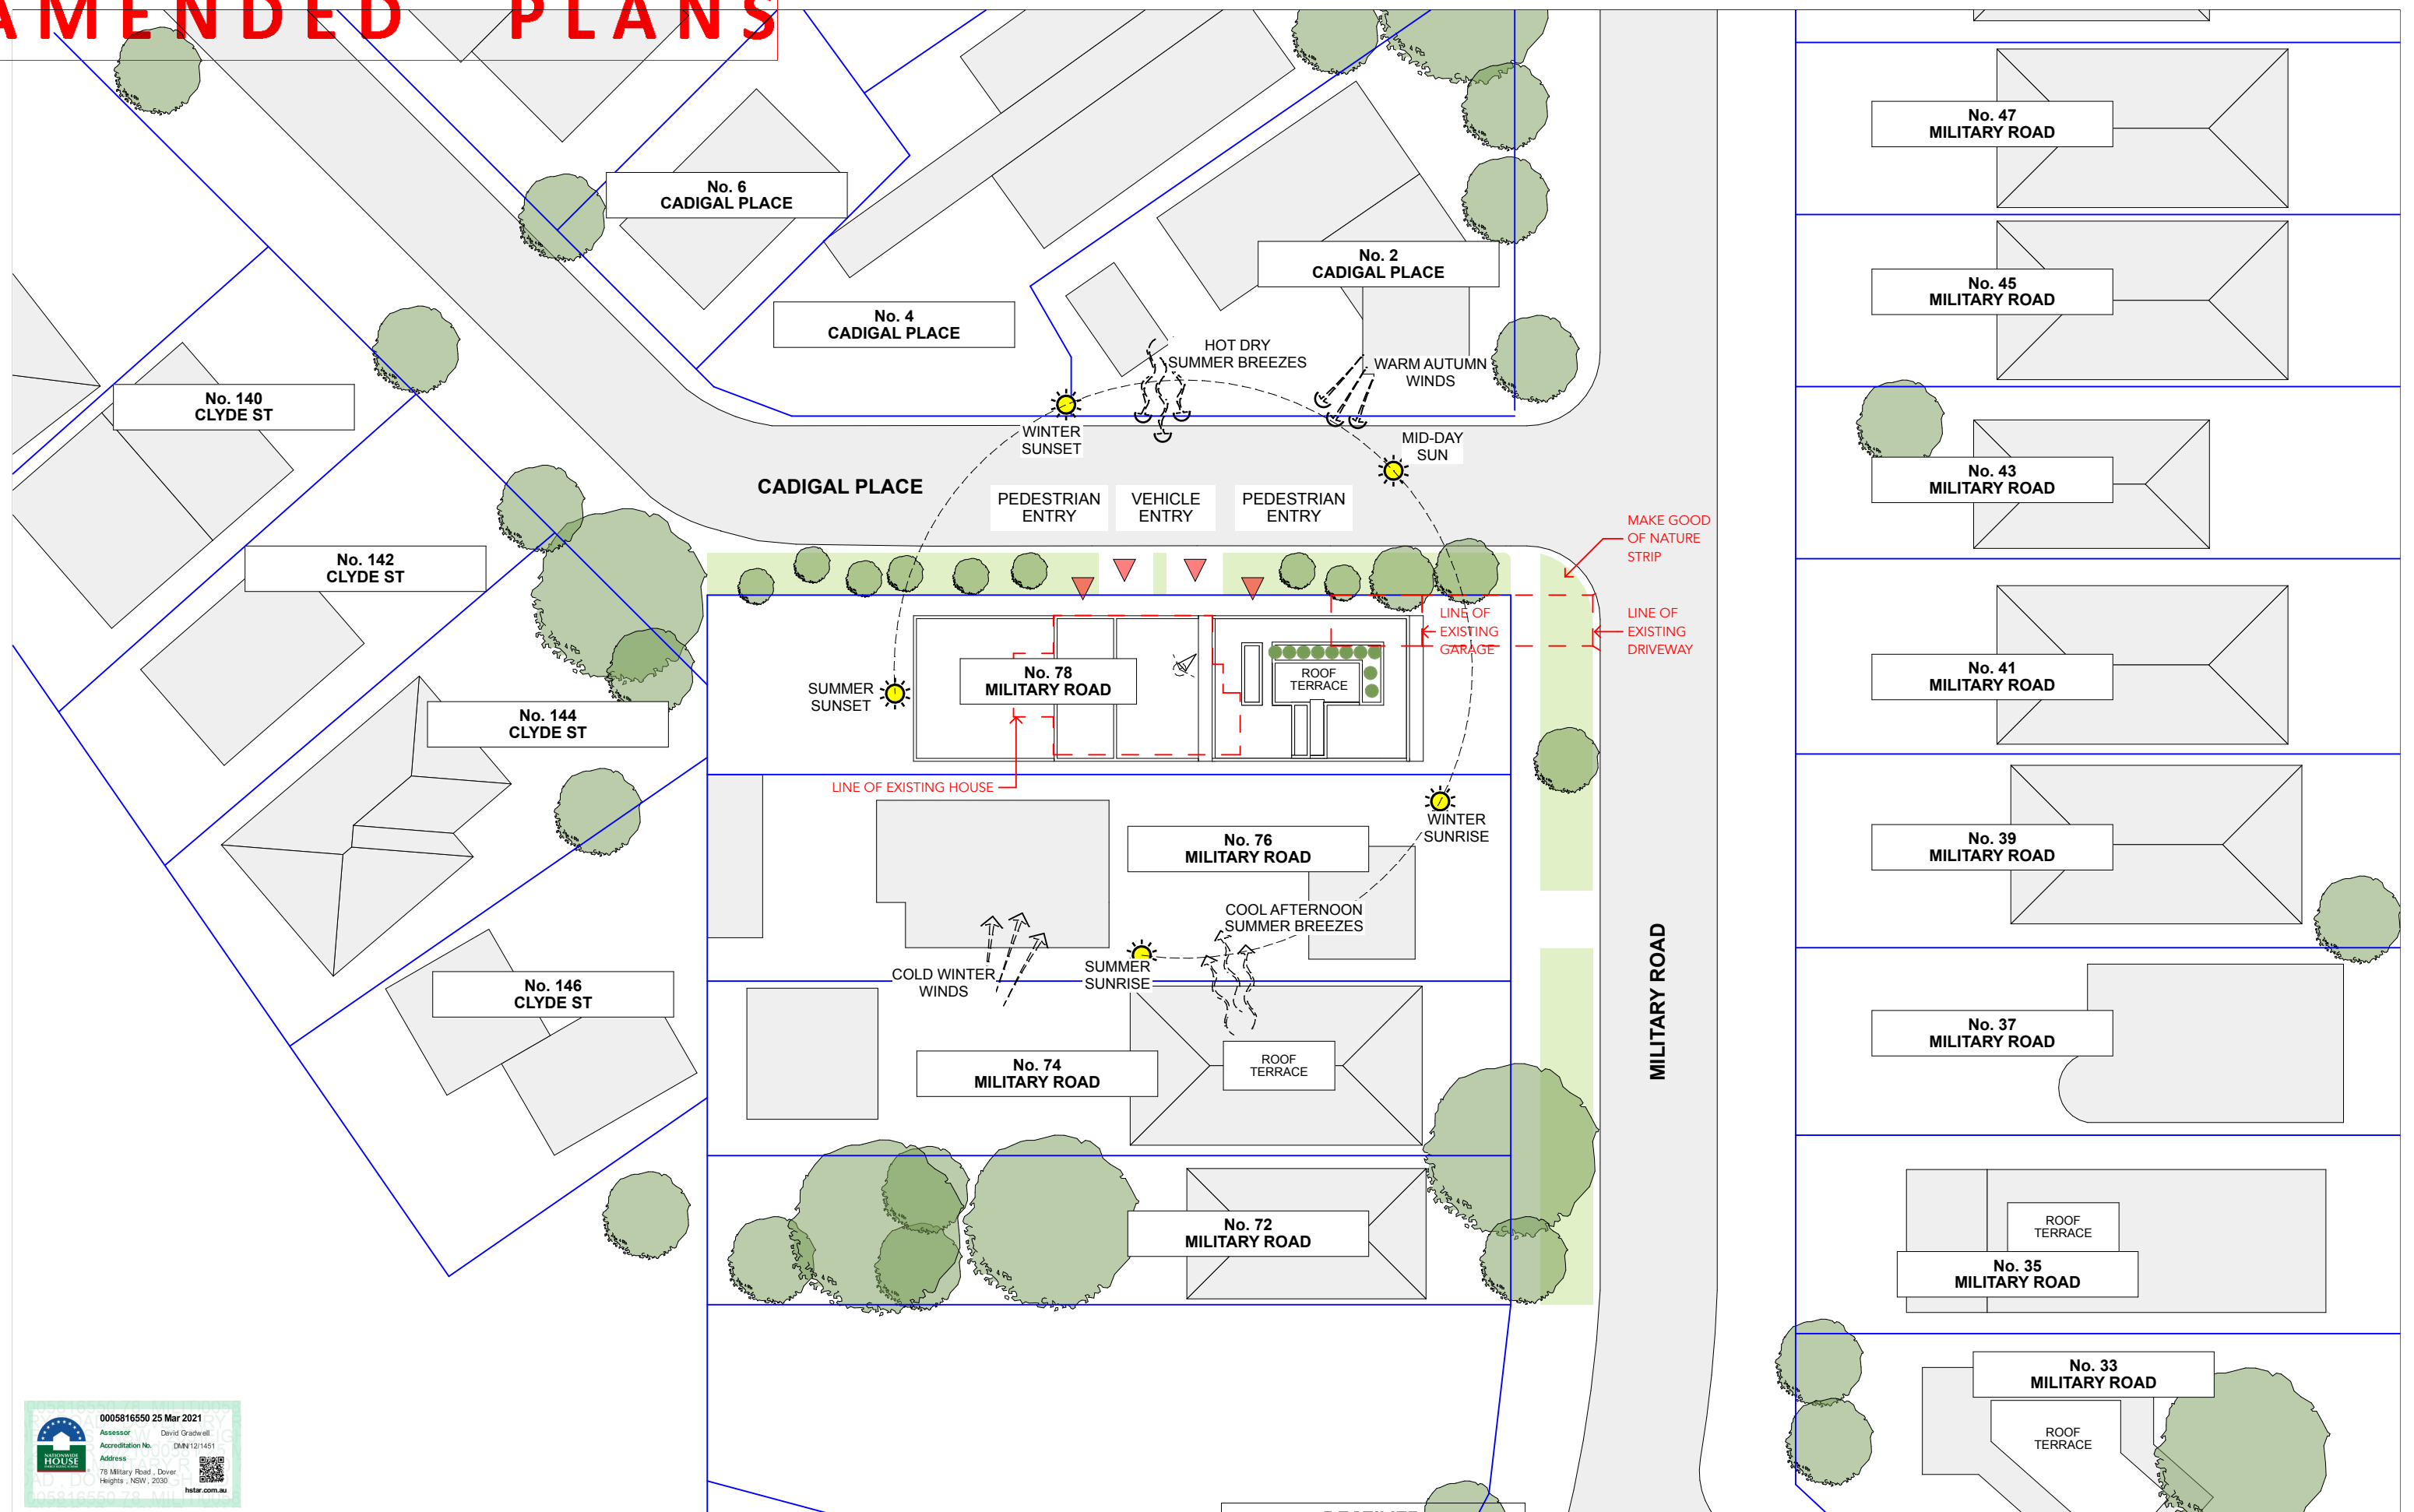 AMENDED PLANS
No. 47
MILITARY ROAD
No. 6
CADIGAL PLACE
No. 2
CADIGAL PLACE
No. 45
MILITARY ROAD
No. 4
CADIGAL PLACE
HOT DRY
SUMMER BREEZES
WARM AUTUMN
WINDS
No. 140
CLYDE ST
WINTER
SUNSET
MID-DAY
SUN
No. 43
MILITARY ROAD
CADIGAL PLACE
PEDESTRIAN
ENTRY
VEHICLE
ENTRY
PEDESTRIAN
ENTRY
MAKE GOOD
OF NATURE
STRIP
No. 142
CLYDE ST
LINE OF
EXISTING
GARAGE
LINE OF
EXISTING
DRIVEWAY
No. 78
MILITARY ROAD
ROOF
TERRACE
SUMMER
SUNSET
No. 41
MILITARY ROAD
No. 144
CLYDE ST
LINE OF EXISTING HOUSE
WINTER
SUNRISE
No. 76
MILITARY ROAD
No. 39
MILITARY ROAD
COOL AFTERNOON
SUMMER BREEZES
MILITARY ROAD
COLD WINTER
WINDS
SUMMER
SUNRISE
No. 146
CLYDE ST
No. 37
MILITARY ROAD
No. 74
MILITARY ROAD
ROOF
TERRACE
No. 72
MILITARY ROAD
ROOF
TERRACE
No. 35
MILITARY ROAD
No. 33
MILITARY ROAD
ROOF
TERRACE
0005816550 25 Mar 2021
Assessor David Gradwell
Accreditation No. DMN/12/1451
Address
78 Military Road , Dover
Heights , NSW , 2030
hstar.com.au
NATIONWIDE
HOUSE